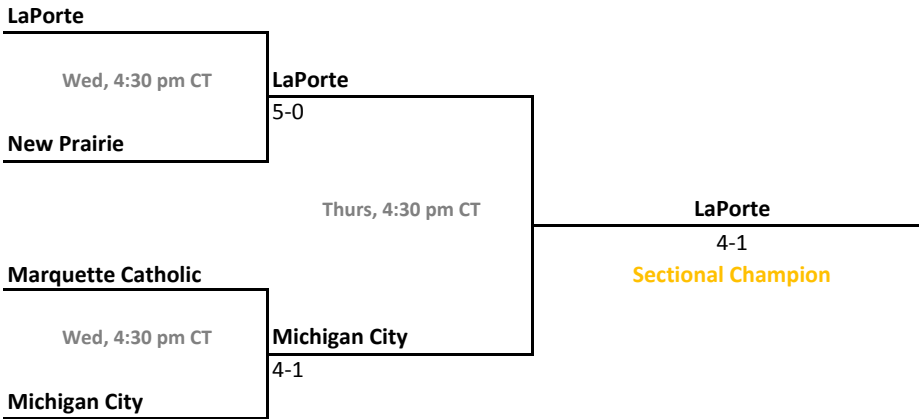 LaPorte
Wed, 4:30 pm CT
LaPorte
5-0
New Prairie
Thurs, 4:30 pm CT
LaPorte
4-1
Sectional Champion
Marquette Catholic
Wed, 4:30 pm CT
Michigan City
4-1
Michigan City